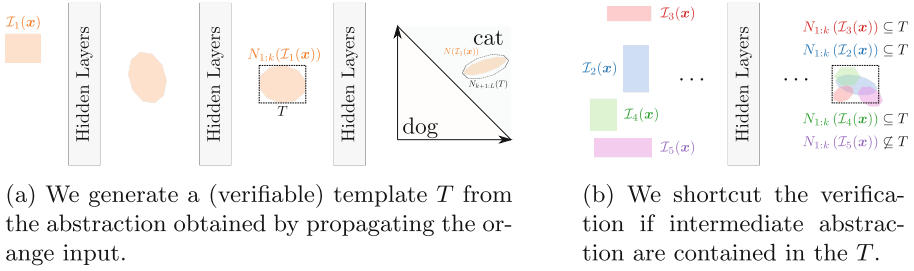 𝓘₁(𝒙)
Hidden Layers
Hidden Layers
N₁:ₖ(𝓘₁(𝒙))
T
Hidden Layers
cat
N(𝓘₁(𝒙))
Nₖ₊₁:L(T)
dog
(a) We generate a (verifiable) template T from
the abstraction obtained by propagating the or-
ange input.
𝓘₃(𝒙)
𝓘₂(𝒙)
𝓘₄(𝒙)
𝓘₅(𝒙)
...
Hidden Layers
...
N₁:ₖ (𝓘₃(𝒙)) ⊆ T
N₁:ₖ (𝓘₂(𝒙)) ⊆ T
N₁:ₖ (𝓘₄(𝒙)) ⊆ T
N₁:ₖ (𝓘₅(𝒙)) ⊈ T
(b) We shortcut the verifica-
tion if intermediate abstrac-
tion are contained in the T.